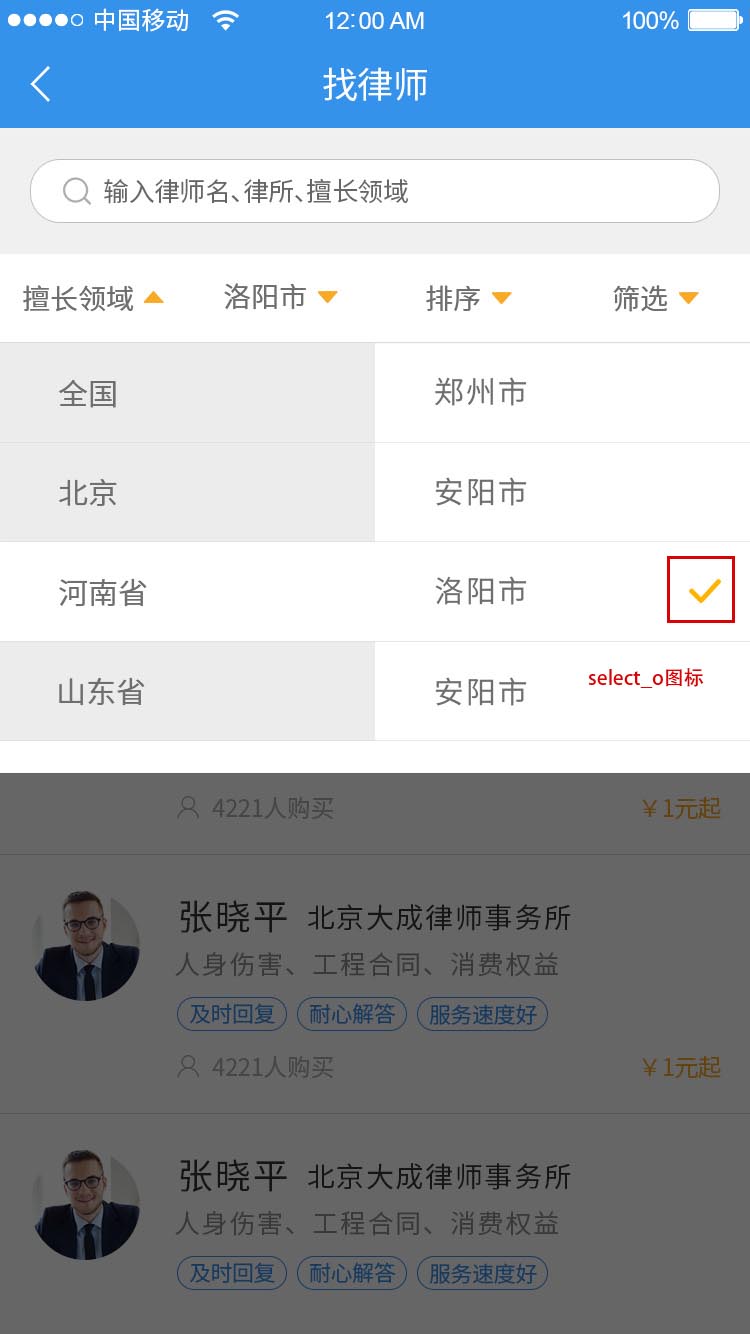 中国移动 12:00 AM 100%
找律师
输入律师名、律所、擅长领域
擅长领域 洛阳市 排序 筛选
全国 郑州市
北京 安阳市
河南省 洛阳市
山东省 安阳市 select_o图标
4221人购买 ￥1元起
张晓平 北京大成律师事务所
人身伤害、工程合同、消费权益
及时回复 耐心解答 服务速度好
4221人购买 ￥1元起
张晓平 北京大成律师事务所
人身伤害、工程合同、消费权益
及时回复 耐心解答 服务速度好